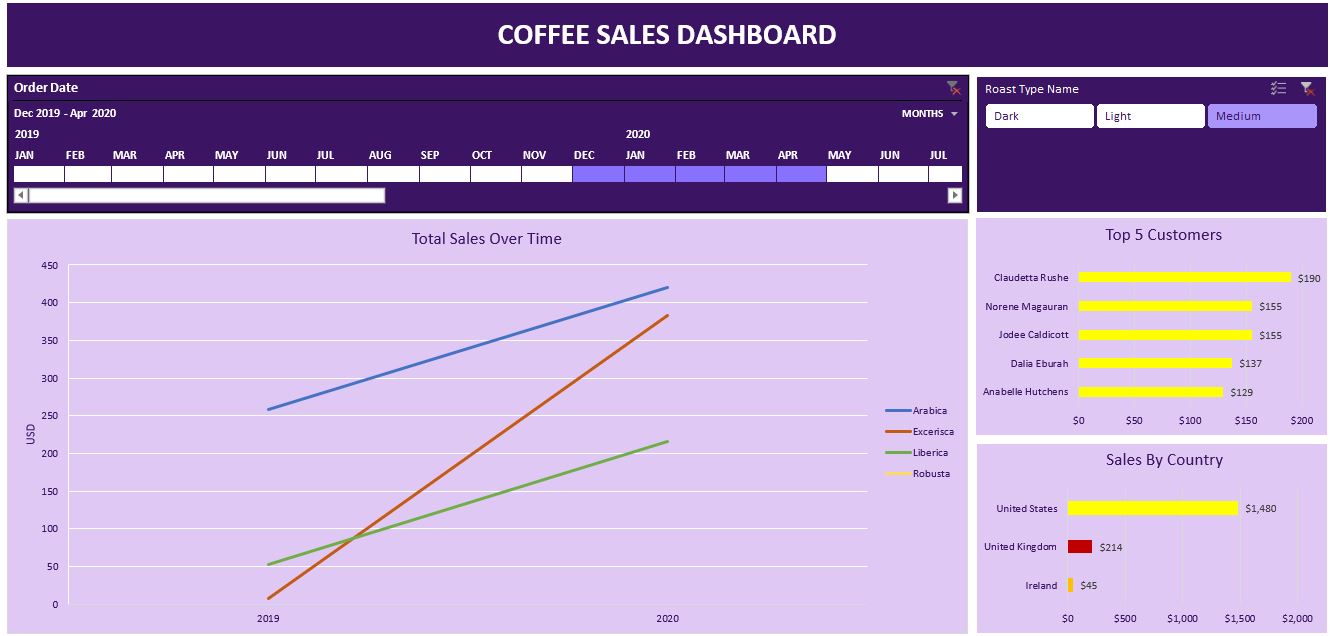 COFFEE SALES DASHBOARD
Order Date
Dec 2019 - Apr 2020
MONTHS
2019 2020
JAN FEB MAR APR MAY JUN JUL AUG SEP OCT NOV DEC JAN FEB MAR APR MAY JUN JUL
Roast Type Name
Dark Light Medium
Total Sales Over Time
450
400
350
300
250
200
150
100
50
0
USD
2019 2020
Arabica
Excerisca
Liberica
Robusta
Top 5 Customers
Claudetta Rushe $190
Norene Magauran $155
Jodee Caldicott $155
Dalia Eburah $137
Anabelle Hutchens $129
$0 $50 $100 $150 $200
Sales By Country
United States $1,480
United Kingdom $214
Ireland $45
$0 $500 $1,000 $1,500 $2,000